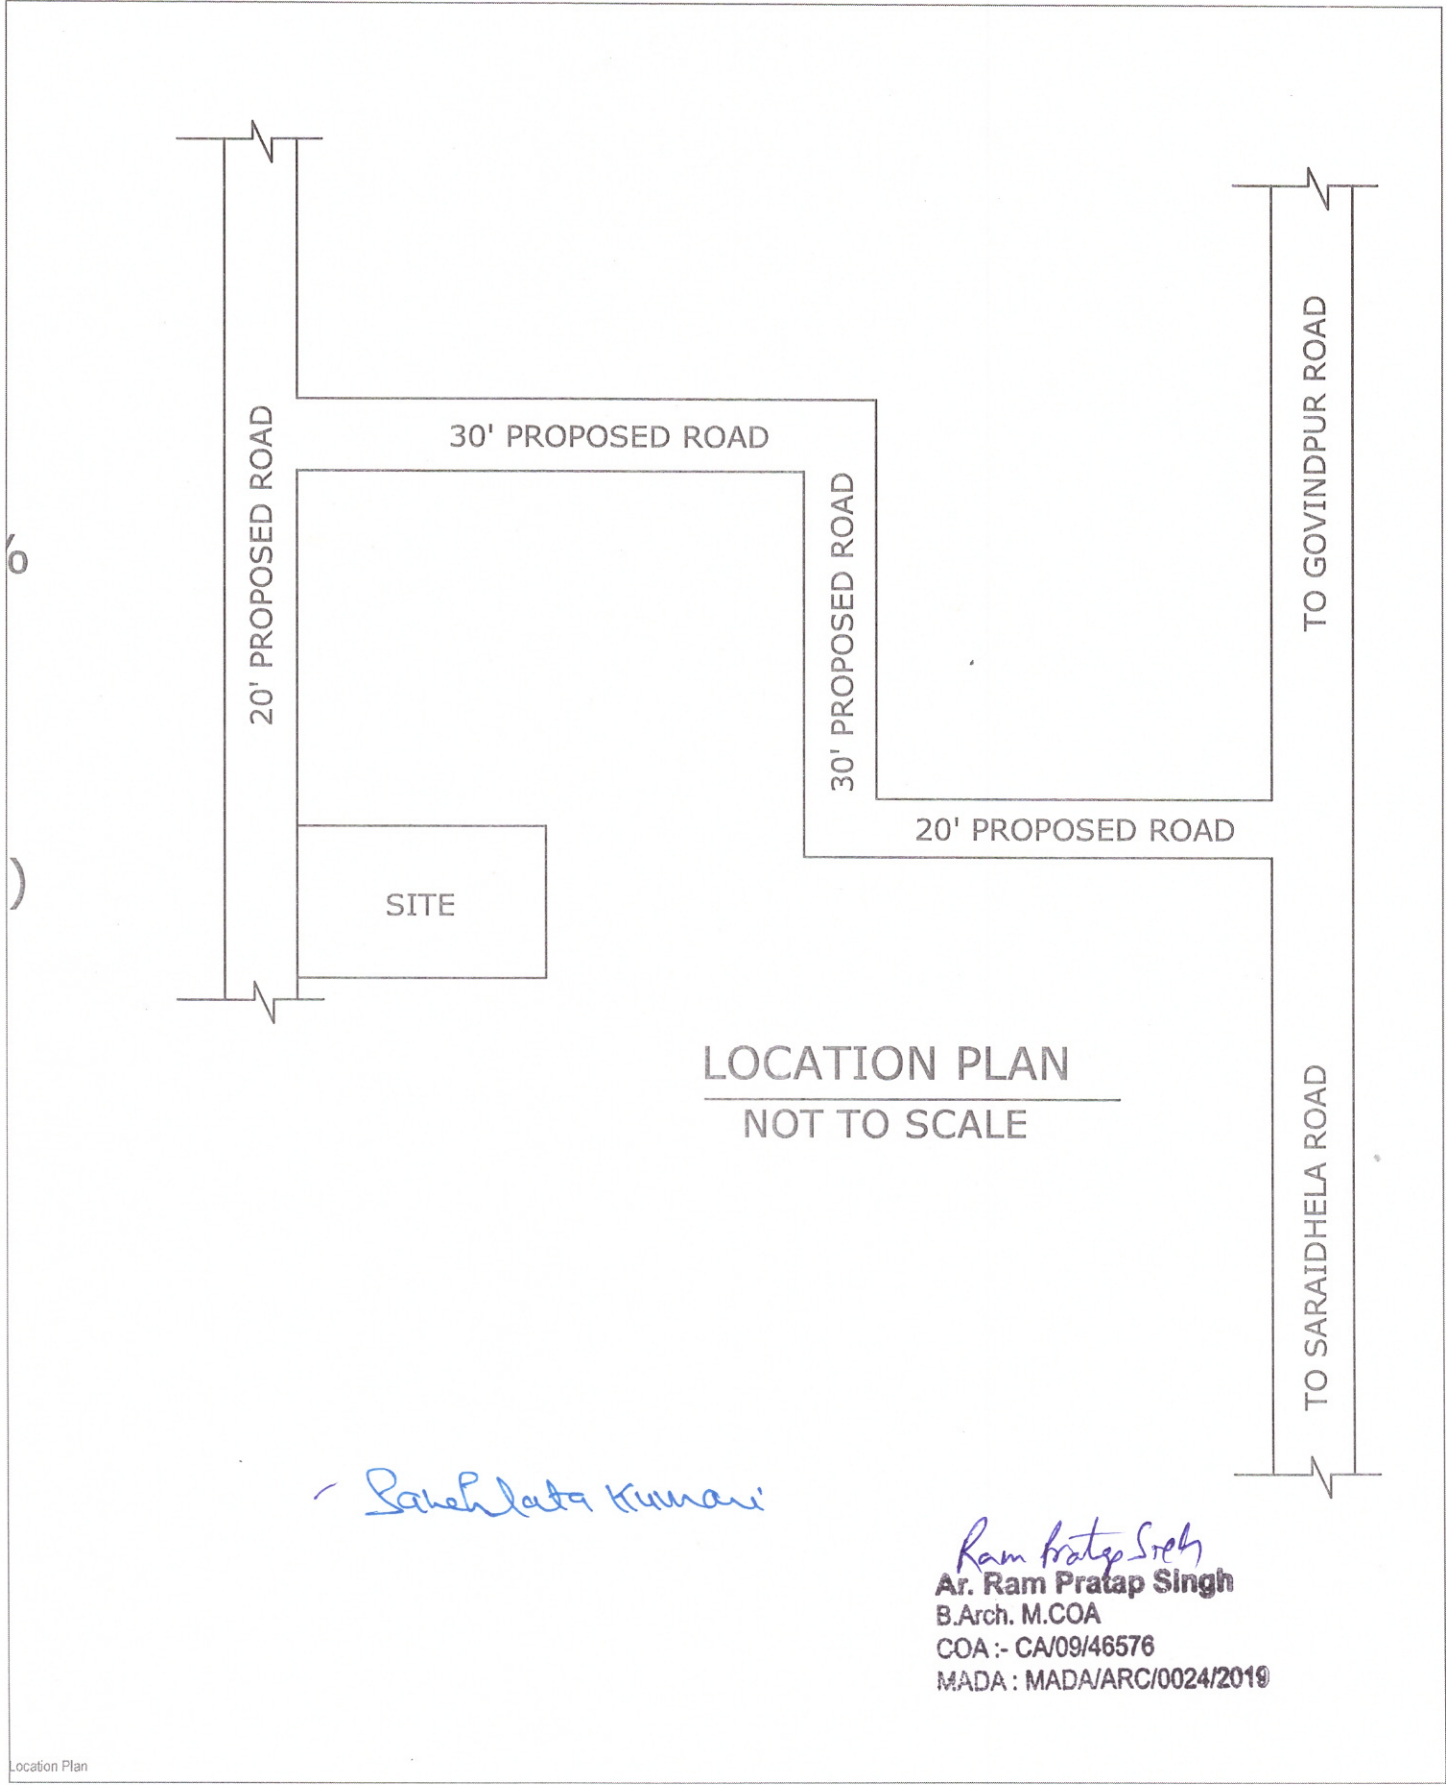 TO GOVINDPUR ROAD
20' PROPOSED ROAD
30' PROPOSED ROAD
30' PROPOSED ROAD
20' PROPOSED ROAD
SITE
LOCATION PLAN
NOT TO SCALE
TO SARAIDHELA ROAD
Kumari
Ram Pratap Singh
Ar. Ram Pratap Singh
B.Arch. M.COA
COA :- CA/09/46576
MADA : MADA/ARC/0024/2019
Location Plan
%
)